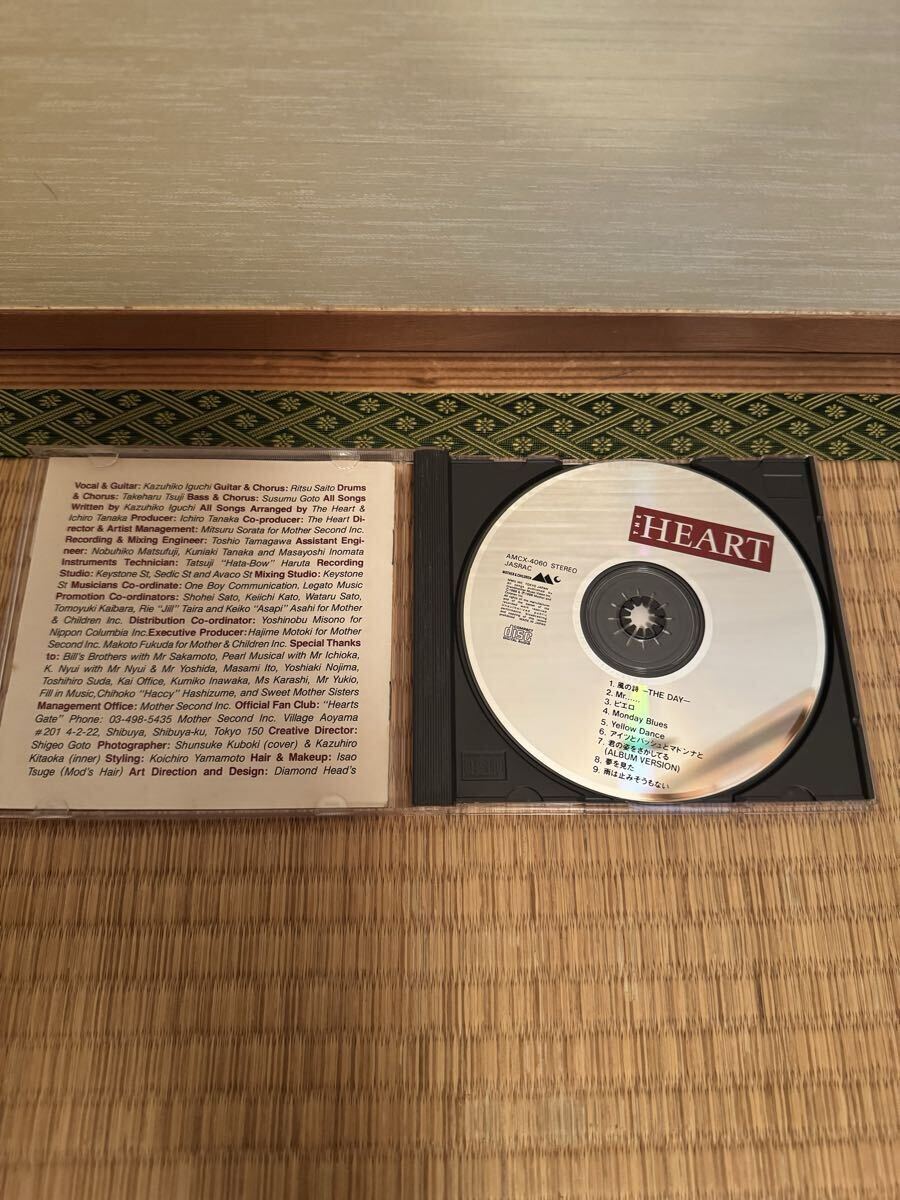 Vocal & Guitar: Kazuhiko Iguchi Guitar & Chorus: Ritsu Saito Drums
& Chorus: Takeharu Tsuji Bass & Chorus: Susumu Goto All Songs
Written by Kazuhiko Iguchi All Songs Arranged by The Heart &
Ichiro Tanaka Producer: Ichiro Tanaka Co-producer: The Heart Di-
rector & Artist Management: Mitsuru Sorata for Mother Second Inc.
Recording & Mixing Engineer: Toshio Tamagawa Assistant Engi-
neer: Nobuhiko Matsufuji, Kuniaki Tanaka and Masayoshi Inomata
Instruments Technician: Tatsuji "Hata-Bow" Haruta Recording
Studio: Keystone St, Sedic St and Avaco St Mixing Studio: Keystone
St Musicians Co-ordinate: One Boy Communication, Legato Music
Promotion Co-ordinators: Shohei Sato, Keiichi Kato, Wataru Sato,
Tomoyuki Kaibara, Rie "Jill" Taira and Keiko "Asapi" Asahi for Mother
& Children Inc. Distribution Co-ordinator: Yoshinobu Misono for
Nippon Columbia Inc.Executive Producer:Hajime Motoki for Mother
Second Inc. Makoto Fukuda for Mother & Children Inc. Special Thanks
to: Bill's Brothers with Mr Sakamoto, Pearl Musical with Mr Ichioka,
K. Nyui with Mr Nyui & Mr Yoshida, Masami Ito, Yoshiaki Nojima,
Toshihiro Suda, Kai Office, Kumiko Inawaka, Ms Karashi, Mr Yukio,
Fill in Music,Chihoko "Haccy" Hashizume, and Sweet Mother Sisters
Management Office: Mother Second Inc. Official Fan Club: "Hearts
Gate" Phone: 03-498-5435 Mother Second Inc. Village Aoyama
#201 4-2-22, Shibuya, Shibuya-ku, Tokyo 150 Creative Director:
Shigeo Goto Photographer: Shunsuke Kuboki (cover) & Kazuhiro
Kitaoka (inner) Styling: Koichiro Yamamoto Hair & Makeup: Isao
Tsuge (Mod's Hair) Art Direction and Design: Diamond Head's
THE HEART
AMCX-4060 STEREO
JASRAC
MOTHER & CHILDREN
COMPACT
disc
DIGITAL AUDIO
1. 風の詩 —THE DAY—
2. Mr……
3. ピエロ
4. Monday Blues
5. Yellow Dance
6. アイツとバッシュとマドンナと
7. 君の姿をさがしてる
(ALBUM VERSION)
8. 夢を見た
9. 雨は止みそうもない